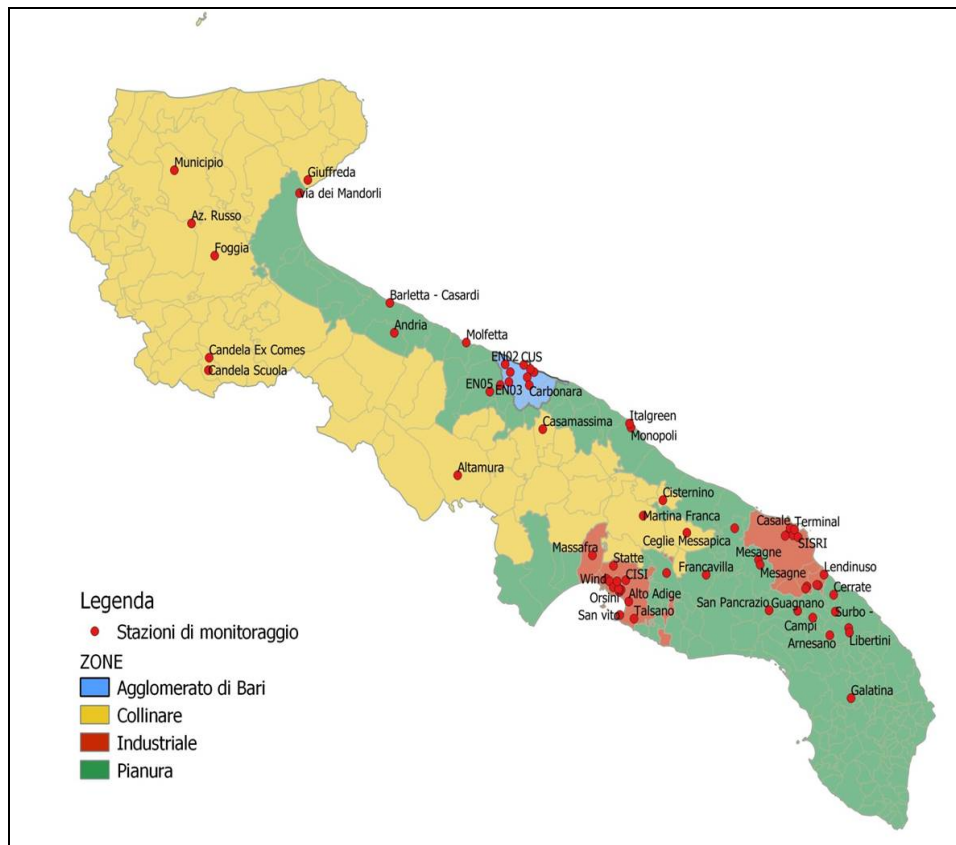 Municipio
Giuffreda
via dei Mandorli
Az. Russo
Foggia
Barletta - Casardi
Andria
Molfetta
Candela Ex Comes
Candela Scuola
EN02 CUS
EN05 EN03 Carbonara
Casamassima
Italgreen
Monopoli
Altamura
Cisternino
Martina Franca
Casale Terminal
Ceglie Messapica
SISRI
Massafra
Statte
Mesagne
Francavilla
Mesagne
Lendinuso
Wind CISI
Cerrate
Orsini Alto Adige
San Pancrazio Guagnano
Surbo -
San vito Talsano
Campi
Arnesano
Libertini
Galatina
Legenda
Stazioni di monitoraggio
ZONE
Agglomerato di Bari
Collinare
Industriale
Pianura